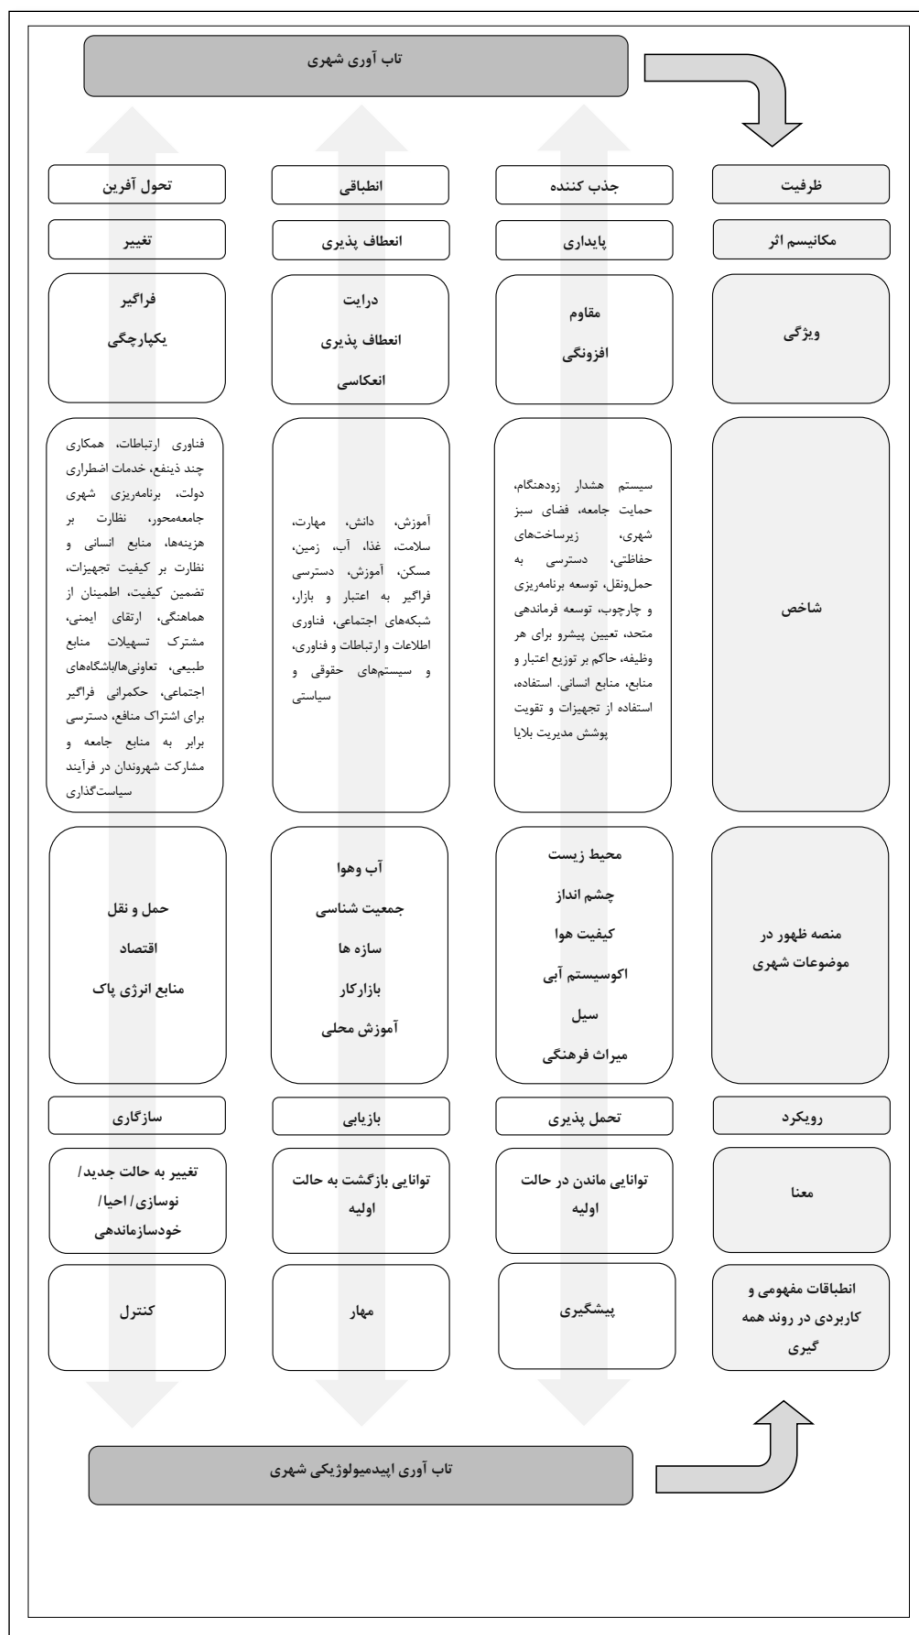 تاب آوری شهری
ظرفیت
جذب کننده
انطباقی
تحول آفرین
مکانیسم اثر
پایداری
انعطاف پذیری
تغییر
ویژگی
مقاوم
افزونگی
درایت
انعطاف پذیری
انعکاسی
فراگیر
یکپارچگی
شاخص
سیستم هشدار زودهنگام،
حمایت جامعه، فضای سبز
شهری، زیرساخت‌های
حفاظتی، دسترسی به
حمل‌ونقل، توسعه برنامه‌ریزی
و چارچوب، توسعه فرماندهی
متحد، تعیین پیشرو برای هر
وظیفه، حاکم بر توزیع اعتبار و
منابع، منابع انسانی. استفاده،
استفاده از تجهیزات و تقویت
پوشش مدیریت بلایا
آموزش، دانش، مهارت،
سلامت، غذا، آب، زمین،
مسکن، آموزش، دسترسی
فراگیر به اعتبار و بازار،
شبکه‌های اجتماعی، فناوری
اطلاعات و ارتباطات و فناوری،
و سیستم‌های حقوقی و
سیاستی
فناوری ارتباطات، همکاری
چند ذینفع، خدمات اضطراری
دولت، برنامه‌ریزی شهری
جامعه‌محور، نظارت بر
هزینه‌ها، منابع انسانی و
نظارت بر کیفیت تجهیزات،
تضمین کیفیت، اطمینان از
هماهنگی، ارتقای ایمنی،
مشترک تسهیلات منابع
طبیعی، تعاونی‌ها/باشگاه‌های
اجتماعی، حکمرانی فراگیر
برای اشتراک منافع، دسترسی
برابر به منابع جامعه و
مشارکت شهروندان در فرآیند
سیاست‌گذاری
منصه ظهور در
موضوعات شهری
محیط زیست
چشم انداز
کیفیت هوا
اکوسیستم آبی
سیل
میراث فرهنگی
آب وهوا
جمعیت شناسی
سازه ها
بازارکار
آموزش محلی
حمل و نقل
اقتصاد
منابع انرژی پاک
رویکرد
تحمل پذیری
بازیابی
سازگاری
معنا
توانایی ماندن در حالت
اولیه
توانایی بازگشت به حالت
اولیه
تغییر به حالت جدید/
نوسازی/ احیا/
خودسازماندهی
انطباقات مفهومی و
کاربردی در روند همه
گیری
پیشگیری
مهار
کنترل
تاب آوری اپیدمیولوژیکی شهری